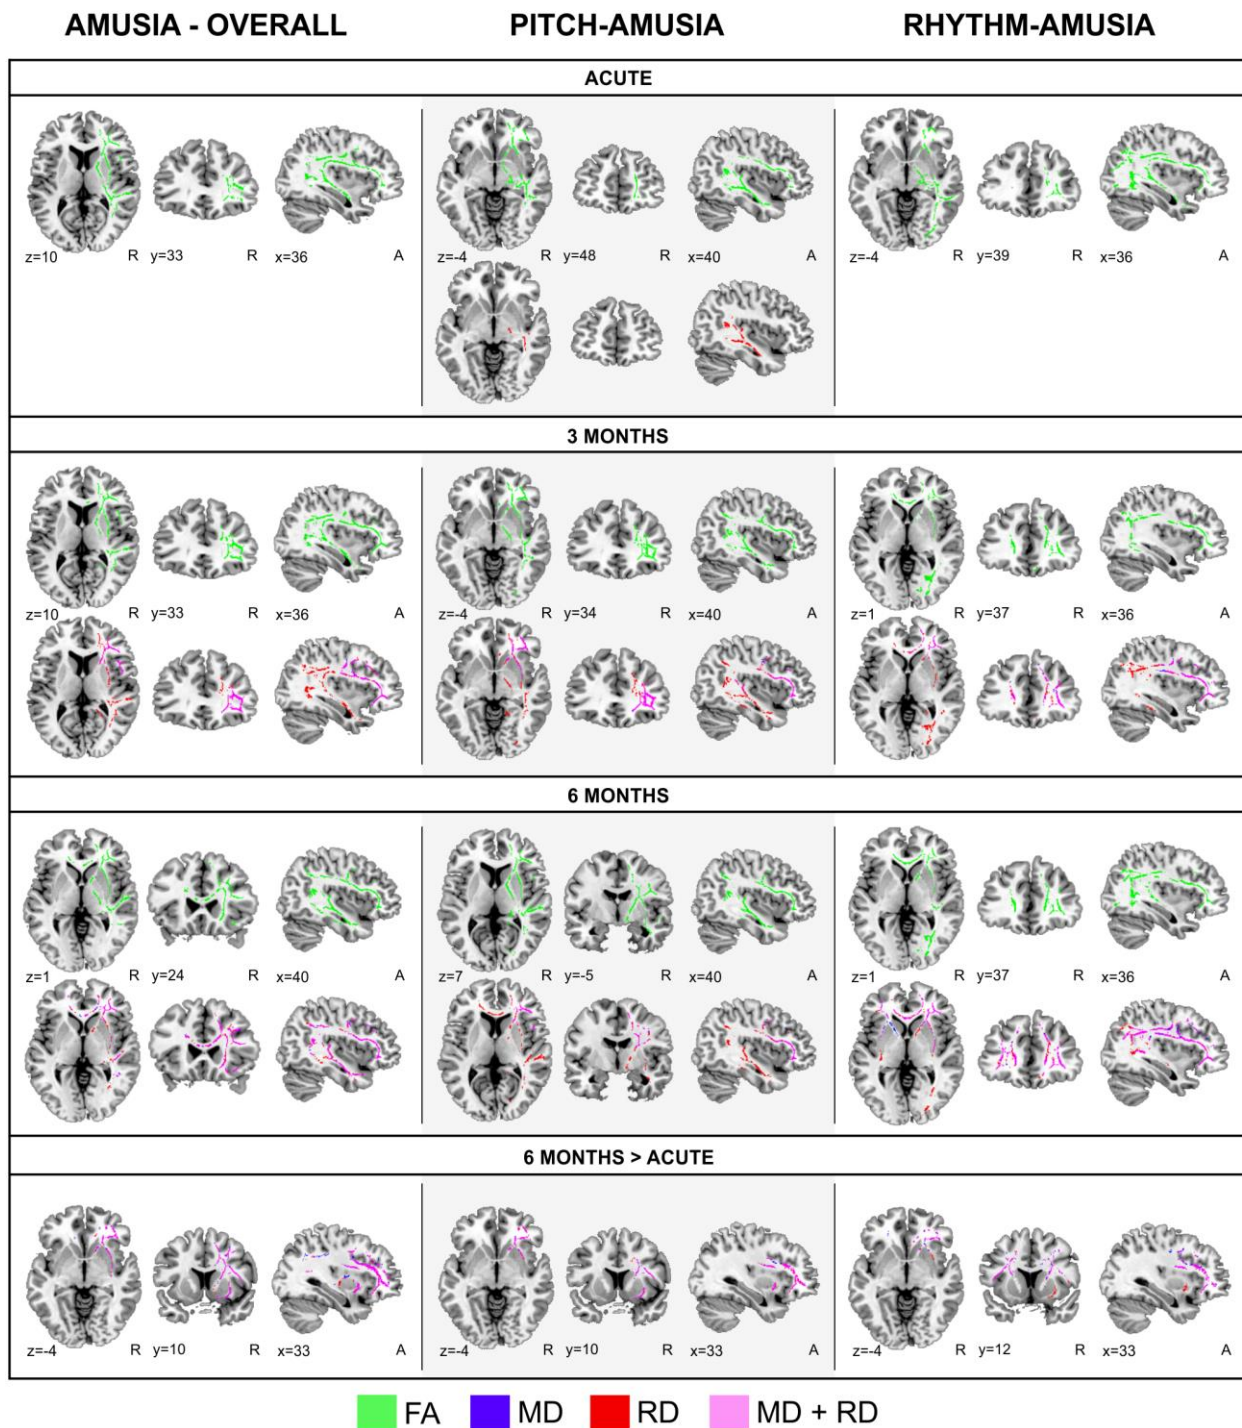 AMUSIA - OVERALL PITCH-AMUSIA RHYTHM-AMUSIA
ACUTE
z=10 R y=33 R x=36 A z=-4 R y=48 R x=40 A z=-4 R y=39 R x=36 A
3 MONTHS
z=10 R y=33 R x=36 A z=-4 R y=34 R x=40 A z=1 R y=37 R x=36 A
6 MONTHS
z=1 R y=24 R x=40 A z=7 R y=-5 R x=40 A z=1 R y=37 R x=36 A
6 MONTHS > ACUTE
z=-4 R y=10 R x=33 A z=-4 R y=10 R x=33 A z=-4 R y=12 R x=33 A
FA MD RD MD + RD